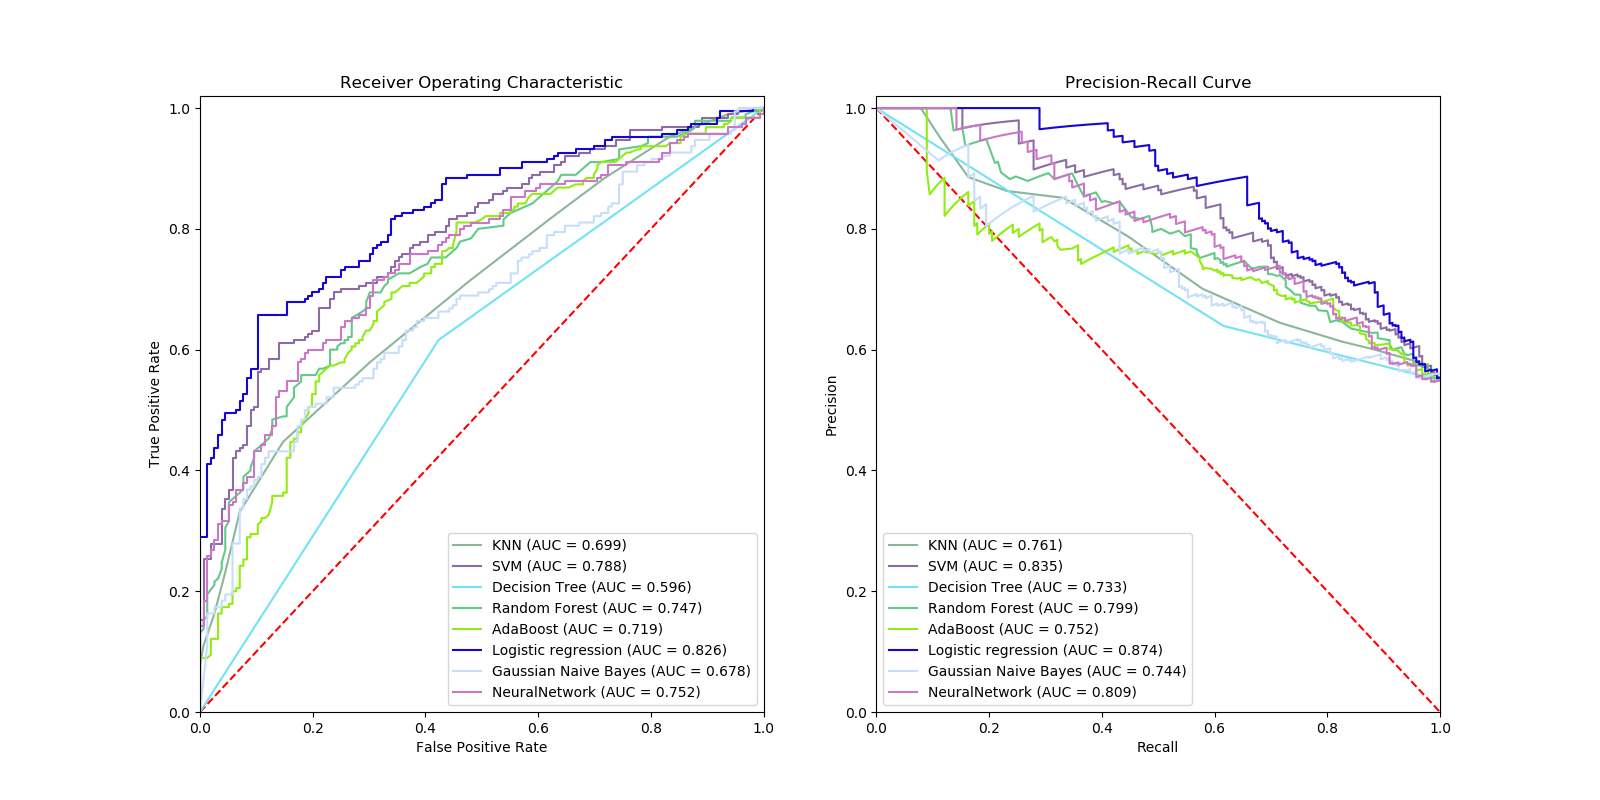 Receiver Operating Characteristic
1.0
0.8
0.6
0.4
0.2
0.0
True Positive Rate
KNN (AUC = 0.699)
SVM (AUC = 0.788)
Decision Tree (AUC = 0.596)
Random Forest (AUC = 0.747)
AdaBoost (AUC = 0.719)
Logistic regression (AUC = 0.826)
Gaussian Naive Bayes (AUC = 0.678)
NeuralNetwork (AUC = 0.752)
0.0 0.2 0.4 0.6 0.8 1.0
False Positive Rate
Precision-Recall Curve
1.0
0.8
0.6
0.4
0.2
0.0
Precision
KNN (AUC = 0.761)
SVM (AUC = 0.835)
Decision Tree (AUC = 0.733)
Random Forest (AUC = 0.799)
AdaBoost (AUC = 0.752)
Logistic regression (AUC = 0.874)
Gaussian Naive Bayes (AUC = 0.744)
NeuralNetwork (AUC = 0.809)
0.0 0.2 0.4 0.6 0.8 1.0
Recall